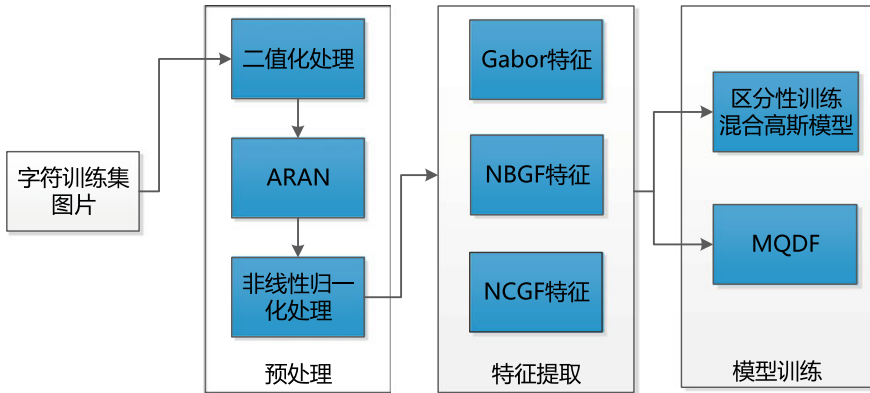 字符训练集
图片
二值化处理
ARAN
非线性归一
化处理
预处理
Gabor特征
NBGF特征
NCGF特征
特征提取
区分性训练
混合高斯模型
MQDF
模型训练